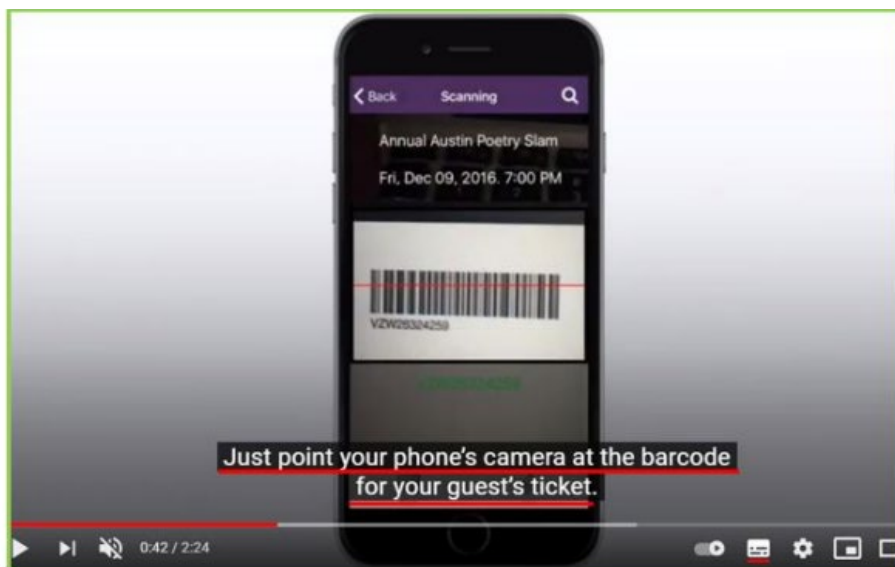 Back Scanning
Annual Austin Poetry Slam
Fri, Dec 09, 2016. 7:00 PM
VZW26324259
VZW26324259
Just point your phone’s camera at the barcode
for your guest’s ticket.
0:42 / 2:24